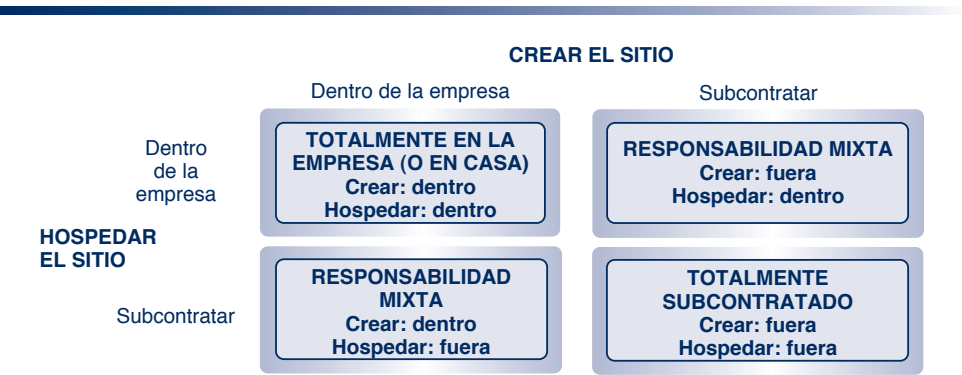 CREAR EL SITIO
Dentro de la empresa
Subcontratar
Dentro
de la
empresa
TOTALMENTE EN LA
EMPRESA (O EN CASA)
Crear: dentro
Hospedar: dentro
RESPONSABILIDAD MIXTA
Crear: fuera
Hospedar: dentro
HOSPEDAR
EL SITIO
Subcontratar
RESPONSABILIDAD
MIXTA
Crear: dentro
Hospedar: fuera
TOTALMENTE
SUBCONTRATADO
Crear: fuera
Hospedar: fuera